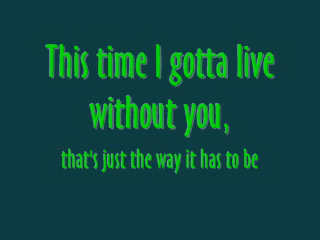 This time I gotta live
without you,
that's just the way it has to be